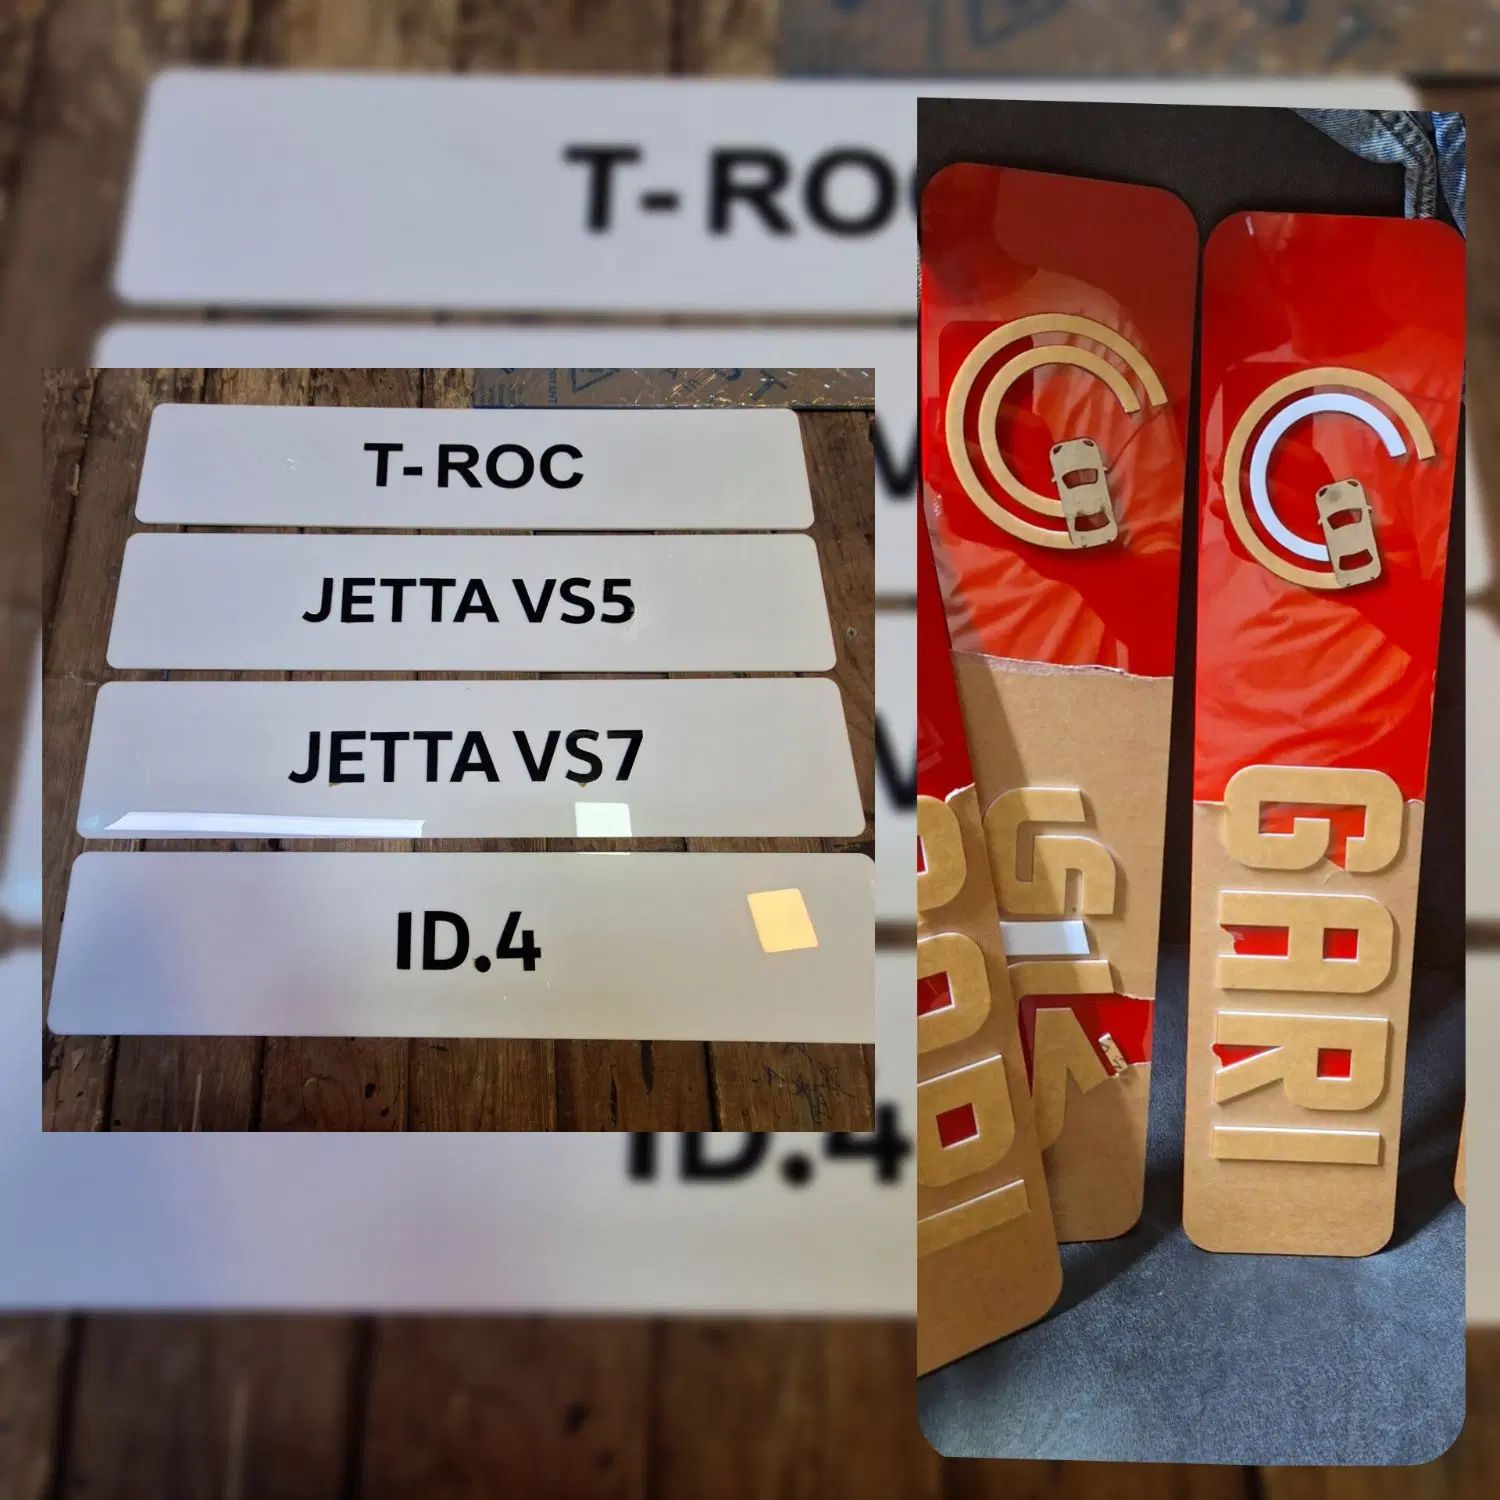 T-ROC
JETTA VS5
JETTA VS7
ID.4
GARI